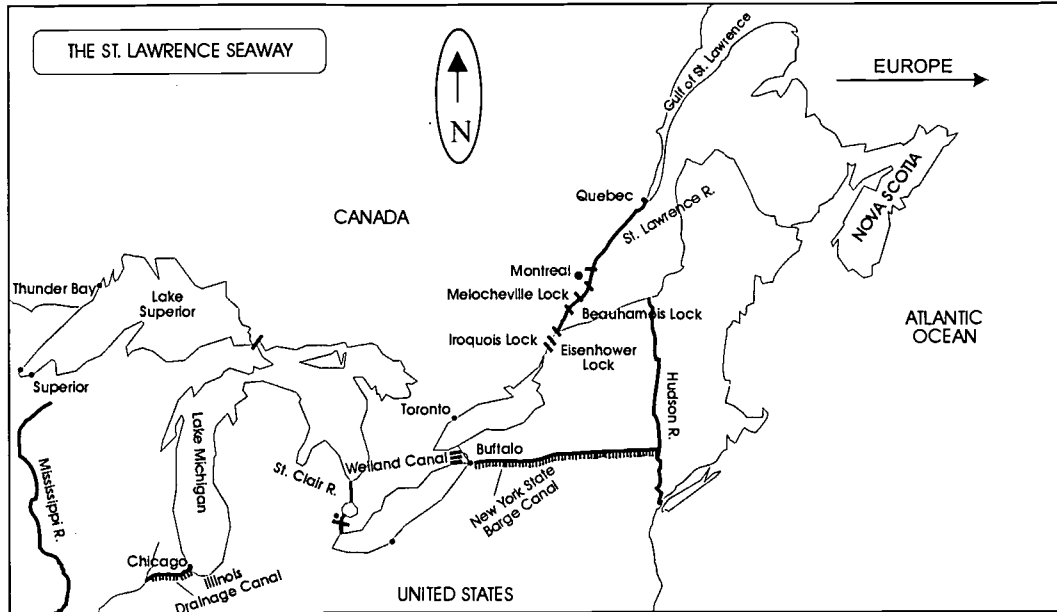 THE ST. LAWRENCE SEAWAY
N
Gulf of St. Lawrence
EUROPE
Quebec
St. Lawrence R.
NOVA SCOTIA
CANADA
Montreal
Thunder Bay
Lake
Superior
Melocheville Lock
Beauharnois Lock
ATLANTIC
OCEAN
Iroquois Lock
Eisenhower
Lock
Superior
Hudson R.
Toronto
Lake Michigan
Mississippi R.
Buffalo
Welland Canal
St. Clair R.
New York State
Barge Canal
Chicago
Illinois
Drainage Canal
UNITED STATES